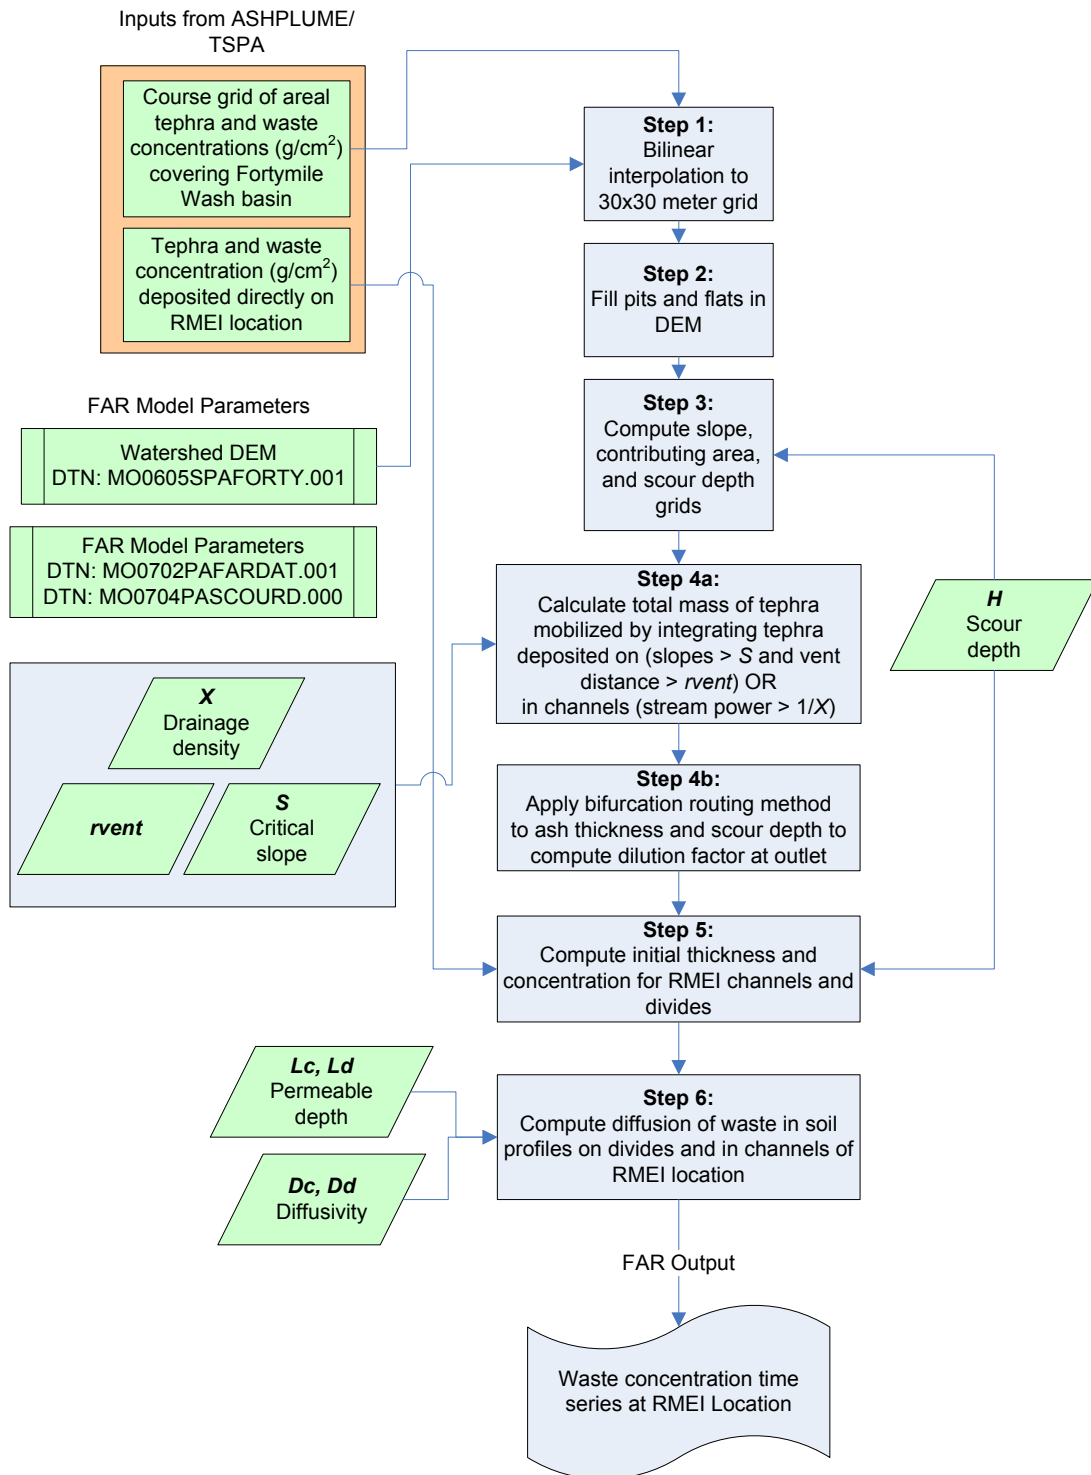 Inputs from ASHPLUME/
TSPA
Course grid of areal
tephra and waste
concentrations (g/cm²)
covering Fortymile
Wash basin
Tephra and waste
concentration (g/cm²)
deposited directly on
RMEI location
FAR Model Parameters
Watershed DEM
DTN: MO0605SPAFORTY.001
FAR Model Parameters
DTN: MO0702PAFARDAT.001
DTN: MO0704PASCOURD.000
X
Drainage
density
rvent
S
Critical
slope
Step 1:
Bilinear
interpolation to
30x30 meter grid
Step 2:
Fill pits and flats in
DEM
Step 3:
Compute slope,
contributing area,
and scour depth
grids
H
Scour
depth
Step 4a:
Calculate total mass of tephra
mobilized by integrating tephra
deposited on (slopes > S and vent
distance > rvent) OR
in channels (stream power > 1/X)
Step 4b:
Apply bifurcation routing method
to ash thickness and scour depth to
compute dilution factor at outlet
Step 5:
Compute initial thickness and
concentration for RMEI channels and
divides
Lc, Ld
Permeable
depth
Dc, Dd
Diffusivity
Step 6:
Compute diffusion of waste in soil
profiles on divides and in channels of
RMEI location
FAR Output
Waste concentration time
series at RMEI Location